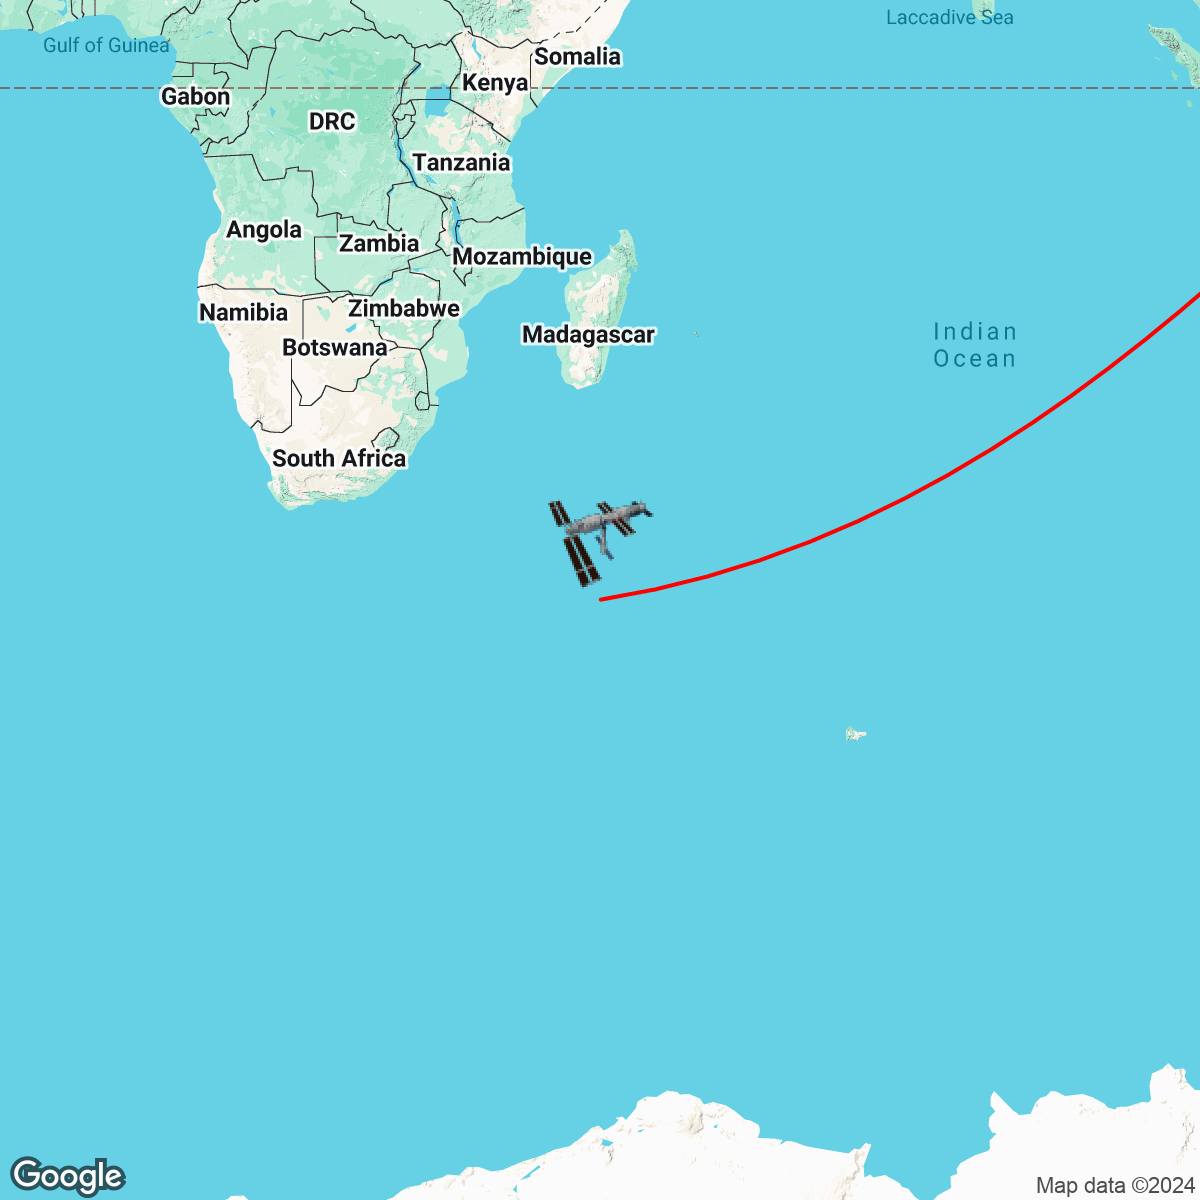 Laccadive Sea
Gulf of Guinea
Somalia
Kenya
Gabon
DRC
Tanzania
Angola
Zambia
Mozambique
Namibia
Zimbabwe
Madagascar
Botswana
Indian
Ocean
South Africa
Google
Map data ©2024